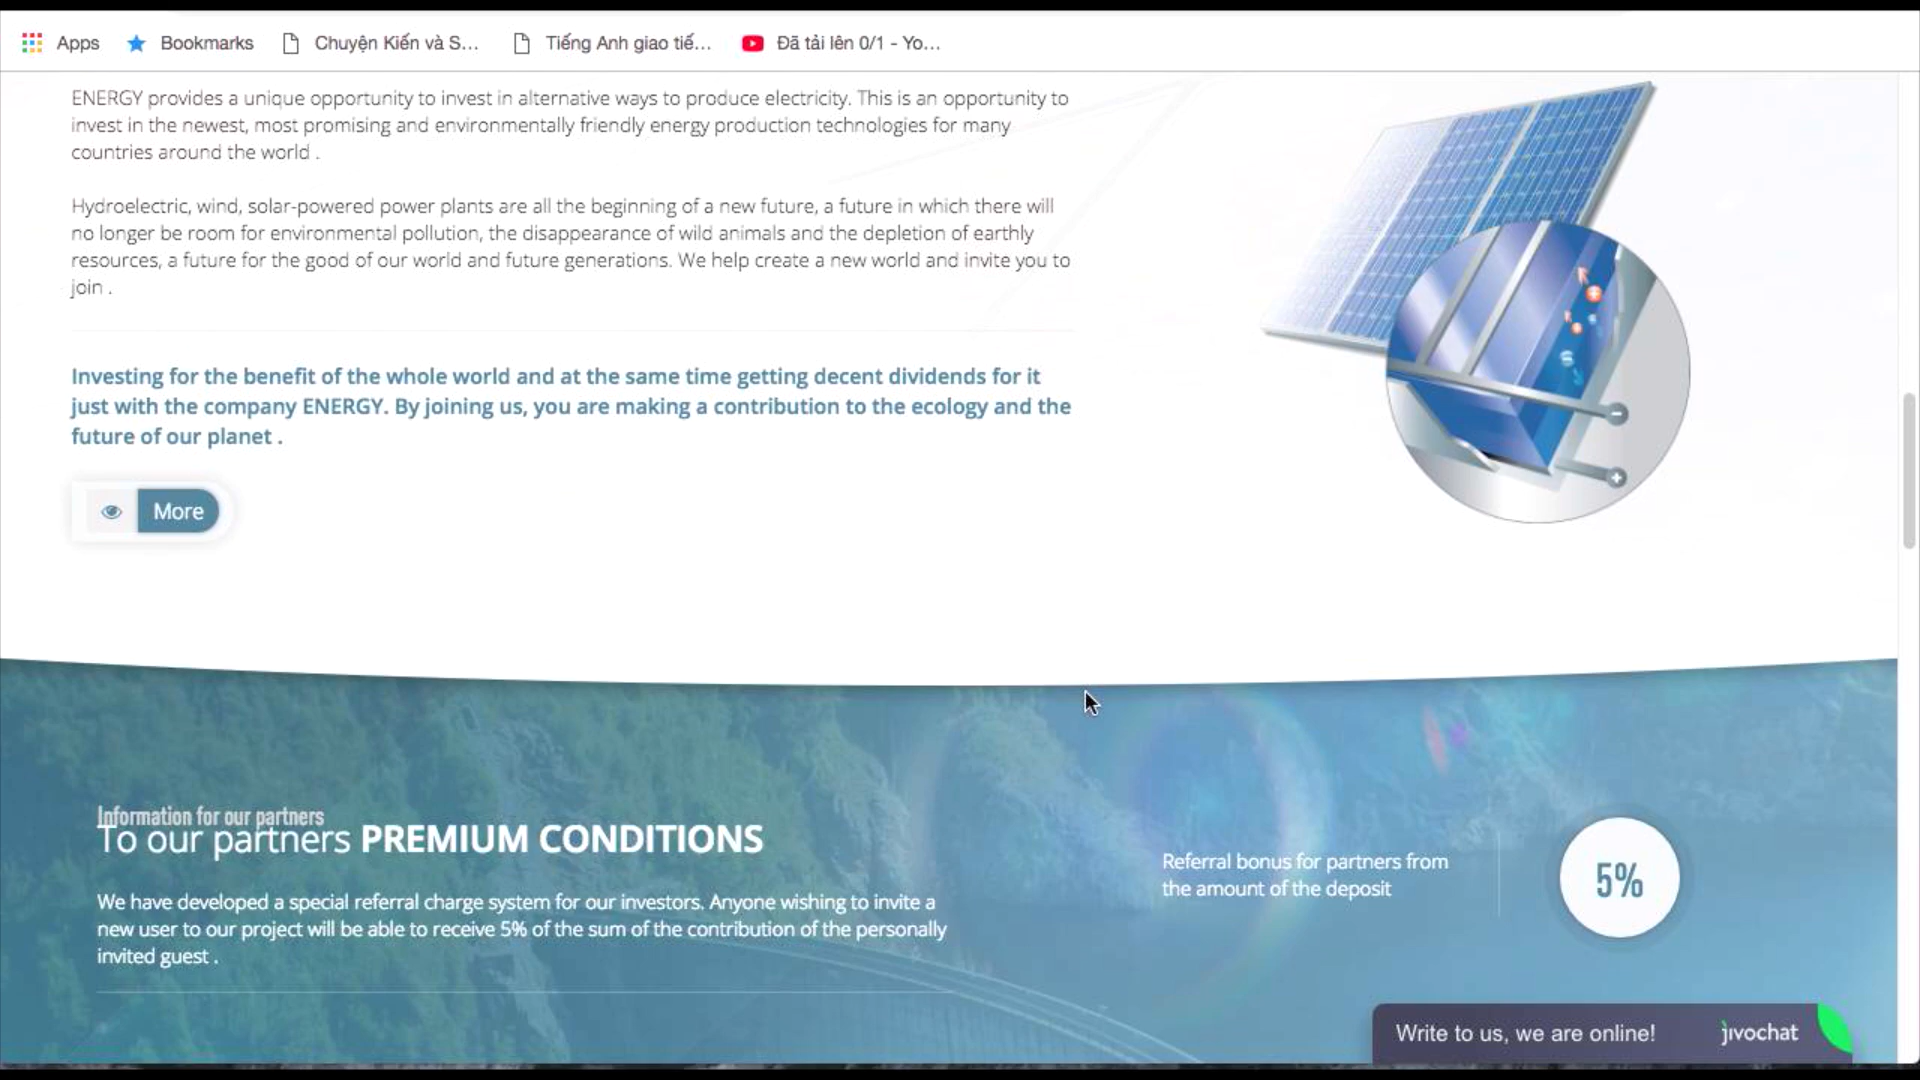 Apps Bookmarks Chuyện Kiến và S... Tiếng Anh giao tiế... Đã tải lên 0/1 - Yo...
ENERGY provides a unique opportunity to invest in alternative ways to produce electricity. This is an opportunity to
invest in the newest, most promising and environmentally friendly energy production technologies for many
countries around the world .
Hydroelectric, wind, solar-powered power plants are all the beginning of a new future, a future in which there will
no longer be room for environmental pollution, the disappearance of wild animals and the depletion of earthly
resources, a future for the good of our world and future generations. We help create a new world and invite you to
join .
Investing for the benefit of the whole world and at the same time getting decent dividends for it
just with the company ENERGY. By joining us, you are making a contribution to the ecology and the
future of our planet .
More
Information for our partners
To our partners PREMIUM CONDITIONS
We have developed a special referral charge system for our investors. Anyone wishing to invite a
new user to our project will be able to receive 5% of the sum of the contribution of the personally
invited guest .
Referral bonus for partners from
the amount of the deposit
5%
Write to us, we are online! jivochat